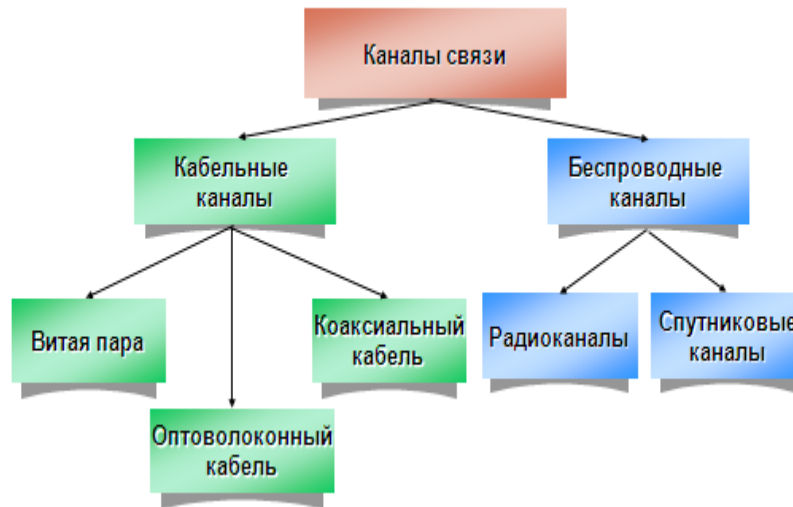 Каналы связи
Кабельные
каналы
Беспроводные
каналы
Витая пара
Коаксиальный
кабель
Радиоканалы
Спутниковые
каналы
Оптоволоконный
кабель